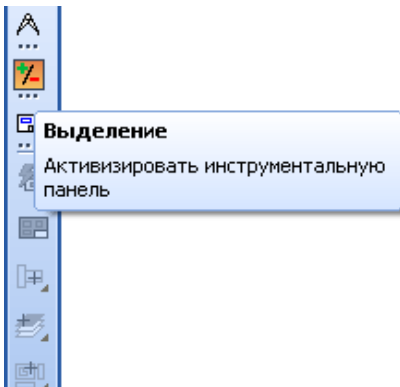 Выделение
Активизировать инструментальную
панель